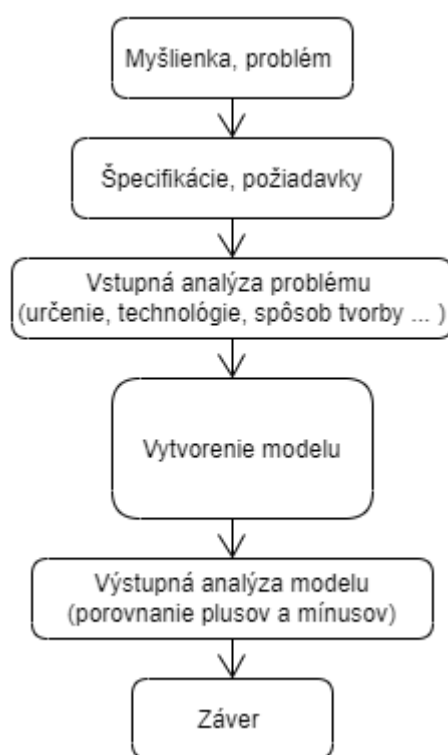 Myšlienka, problém
Špecifikácie, požiadavky
Vstupná analýza problému
(určenie, technológie, spôsob tvorby ... )
Vytvorenie modelu
Výstupná analýza modelu
(porovnanie plusov a mínusov)
Záver